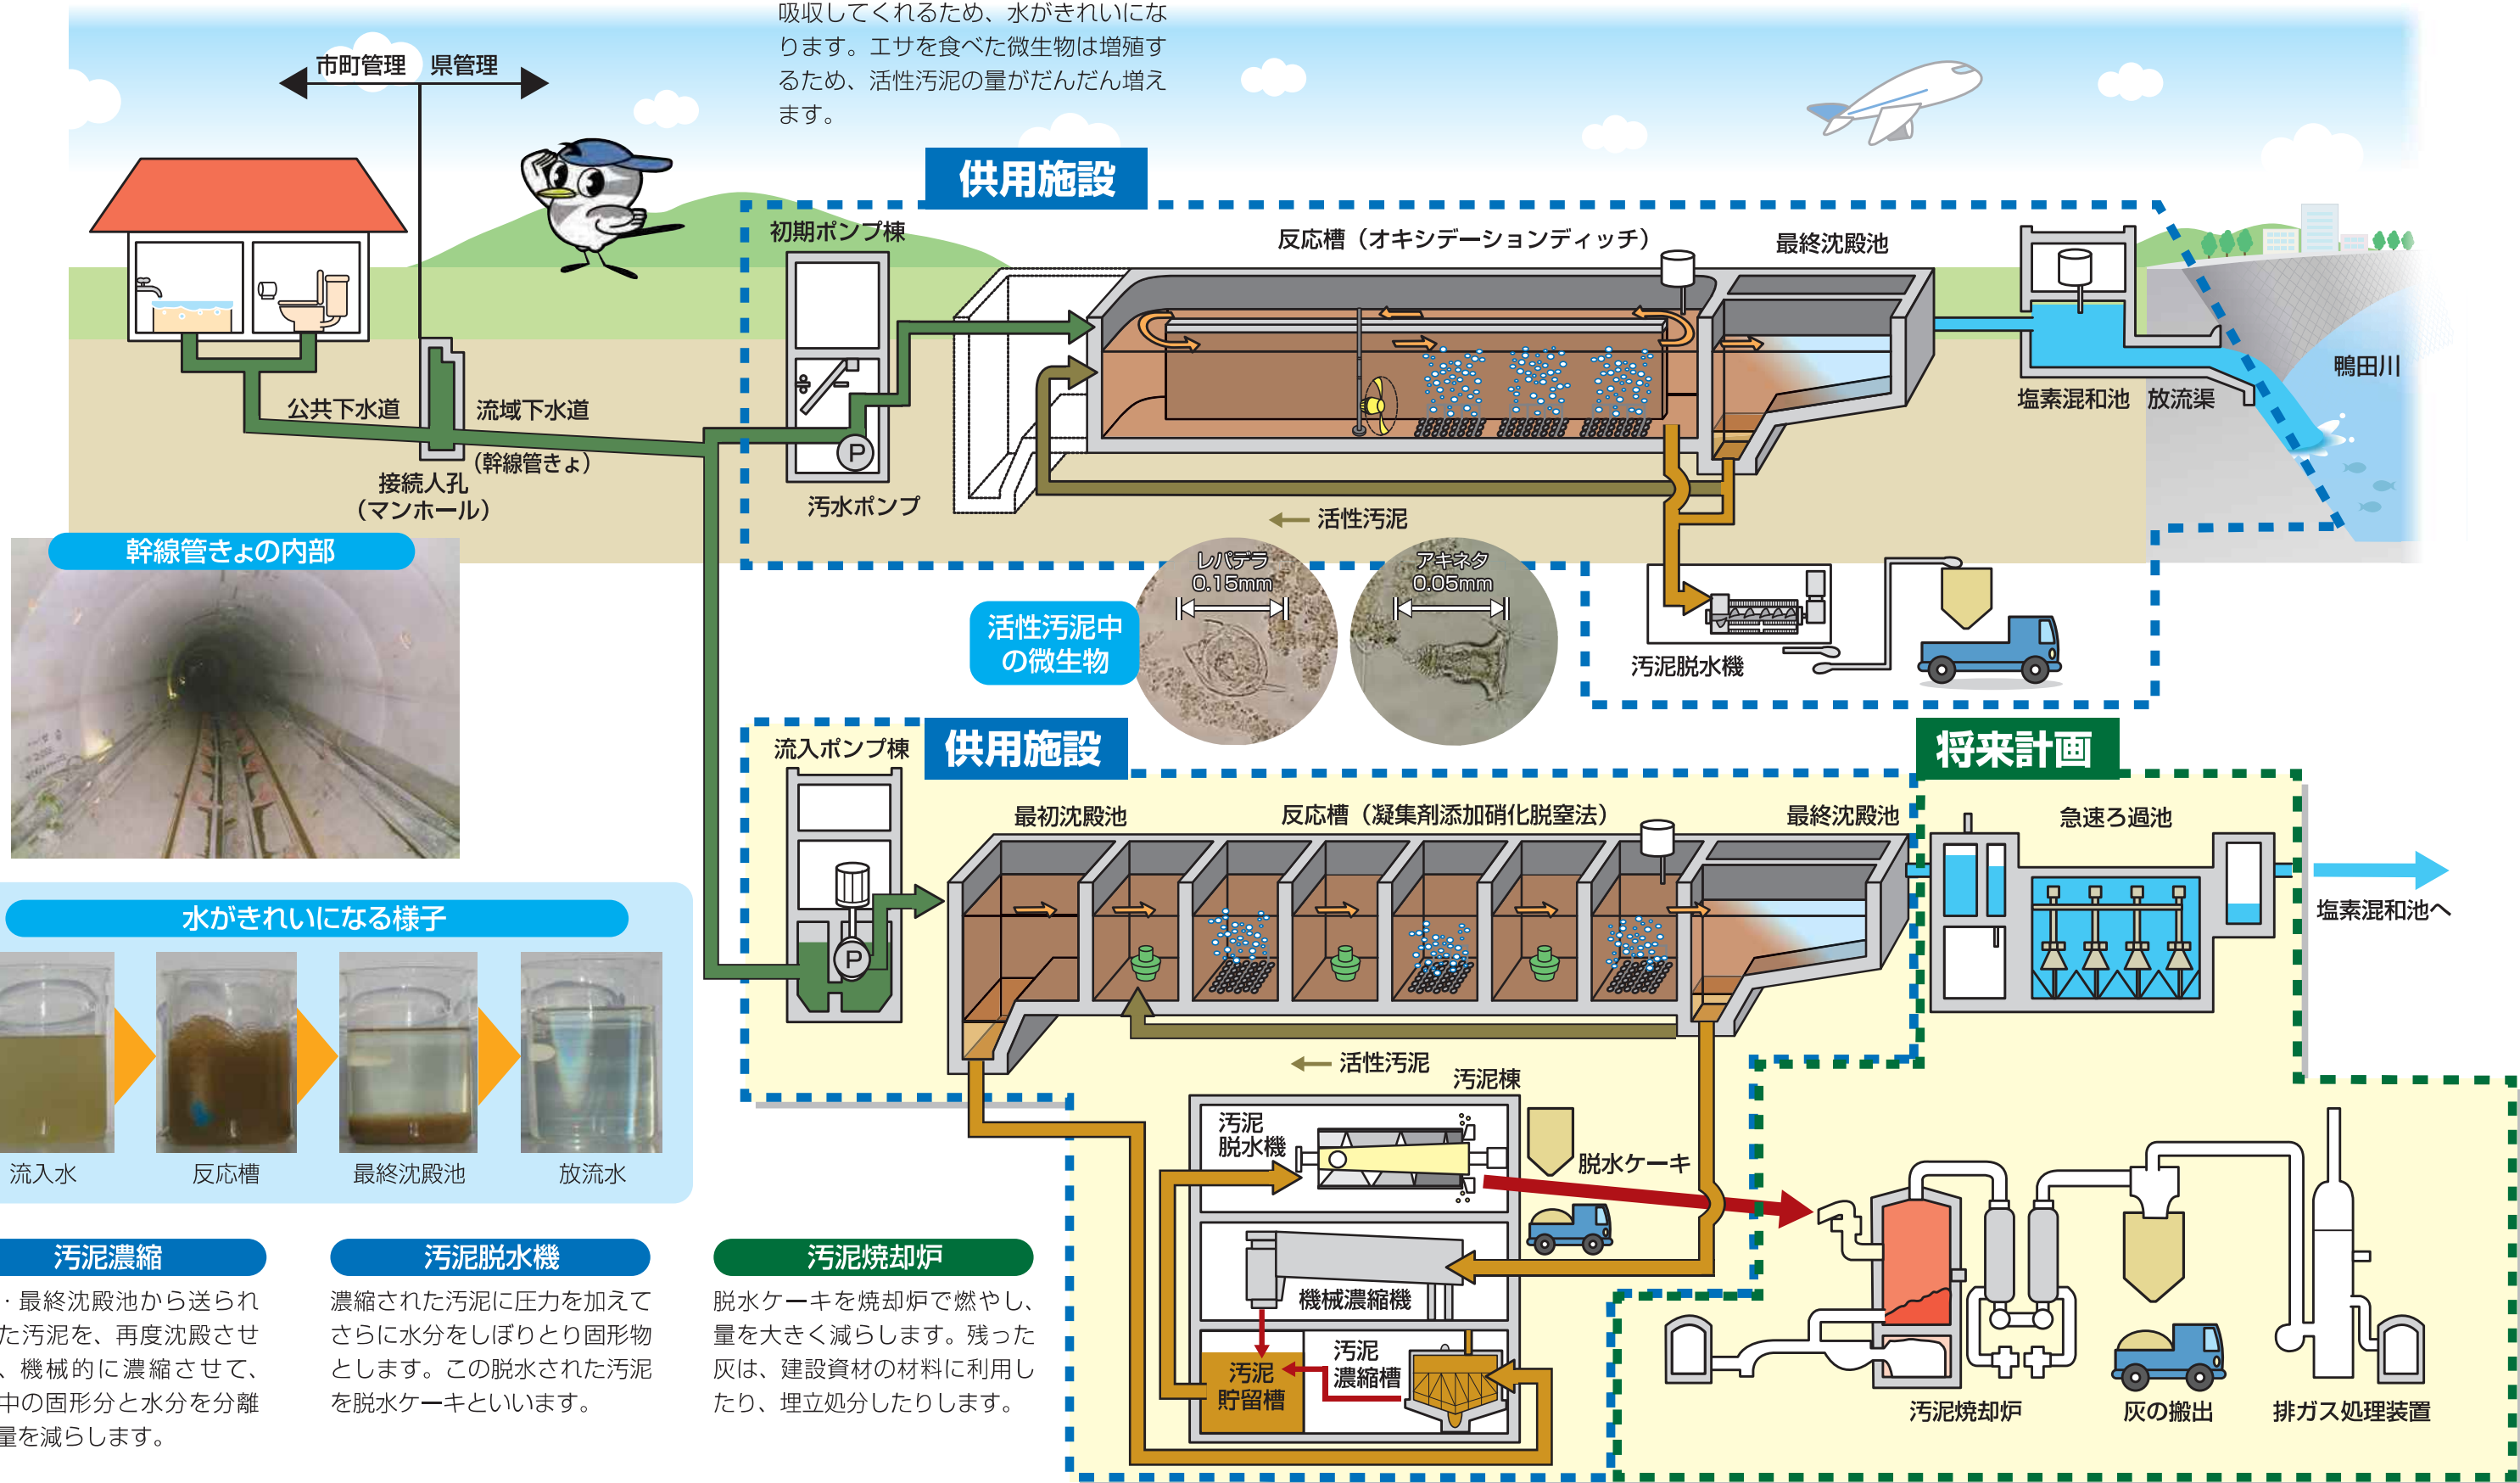 吸収してくれるため、水がきれいにな
ります。エサを食べた微生物は増殖す
るため、活性汚泥の量がだんだん増え
ます。
市町管理 県管理
供用施設
初期ポンプ棟
反応槽（オキシデーションディッチ）
最終沈殿池
公共下水道
流域下水道
（幹線管きょ）
接続人孔
（マンホール）
P
汚水ポンプ
活性汚泥
塩素混和池
放流渠
鴨田川
幹線管きょの内部
活性汚泥中
の微生物
レパデラ
0.15mm
アキネタ
0.05mm
汚泥脱水機
流入ポンプ棟
供用施設
将来計画
最初沈殿池
反応槽（凝集剤添加硝化脱窒法）
最終沈殿池
急速ろ過池
塩素混和池へ
P
活性汚泥
水がきれいになる様子
流入水
反応槽
最終沈殿池
放流水
汚泥棟
汚泥
脱水機
脱水ケーキ
機械濃縮機
汚泥
貯留槽
汚泥
濃縮槽
汚泥焼却炉
灰の搬出
排ガス処理装置
汚泥濃縮
・最終沈殿池から送られ
た汚泥を、再度沈殿させ
、機械的に濃縮させて、
中の固形分と水分を分離
量を減らします。
汚泥脱水機
濃縮された汚泥に圧力を加えて
さらに水分をしぼりとり固形物
とします。この脱水された汚泥
を脱水ケーキといいます。
汚泥焼却炉
脱水ケーキを焼却炉で燃やし、
量を大きく減らします。残った
灰は、建設資材の材料に利用し
たり、埋立処分したりします。